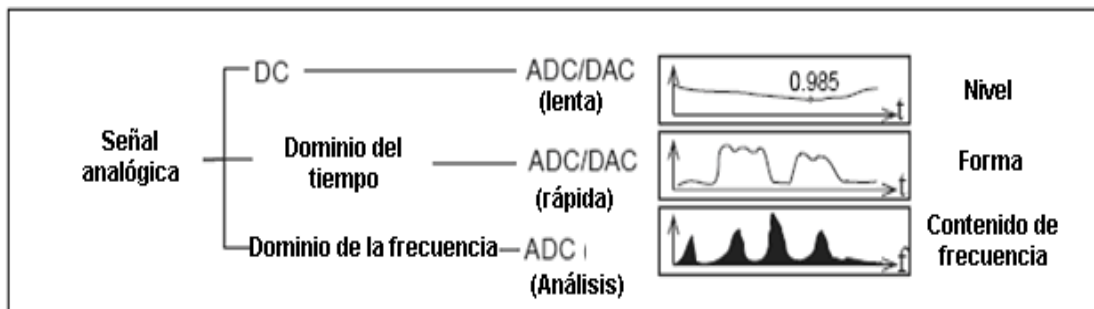 DC
ADC/DAC
(lenta)
0.985
t
Nivel
Señal
analógica
Dominio del
tiempo
ADC/DAC
(rápida)
t
Forma
Dominio de la frecuencia
ADC
(Análisis)
f
Contenido de
frecuencia